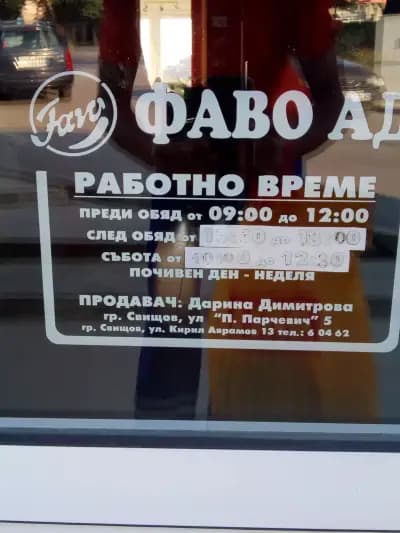 Favo
ФАВО АД
РАБОТНО ВРЕМЕ
ПРЕДИ ОБЯД от 09:00 до 12:00
СЛЕД ОБЯД от до :00
СЪБОТА от до
ПОЧИВЕН ДЕН - НЕДЕЛЯ
ПРОДАВАЧ: Дарина Димитрова
гр. Свищов, ул "П. Парчевич" 5
гр. Свищов, ул. Кирил Аврамов 13 тел.: 6 04 62